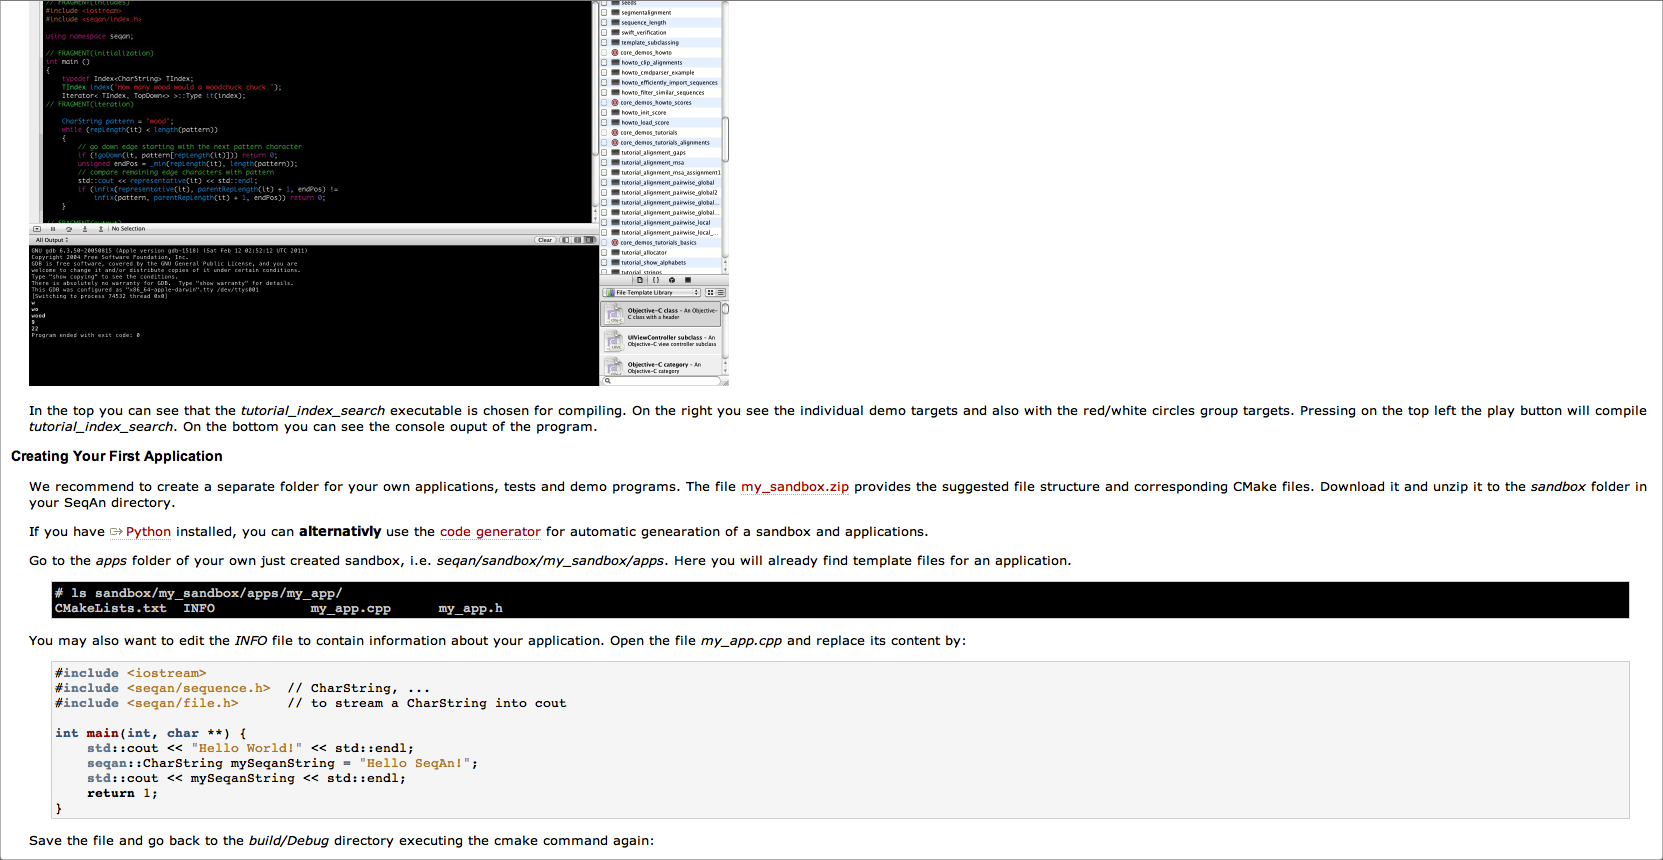 // FRAGMENT(includes)
#include <iostream>
#include <seqan/index.h>
using namespace seqan;
// FRAGMENT(initialization)
int main ()
{
typedef Index<CharString> TIndex;
TIndex index("How many wood would a woodchuck chuck.");
Iterator< TIndex, TopDown<> >::Type it(index);
// FRAGMENT(iteration)
CharString pattern = "wood";
while (repLength(it) < length(pattern))
{
// go down edge starting with the next pattern character
if (!goDown(it, pattern[repLength(it)])) return 0;
unsigned endPos = _min(repLength(it), length(pattern));
// compare remaining edge characters with pattern
std::cout << representative(it) << std::endl;
if (infix(representative(it), parentRepLength(it) + 1, endPos) !=
infix(pattern, parentRepLength(it) + 1, endPos)) return 0;
}
// FRAGMENT(output)
No Selection
All Output
Clear
GNU gdb 6.3.50-20050815 (Apple version gdb-1518) (Sat Feb 12 02:52:12 UTC 2011)
Copyright 2004 Free Software Foundation, Inc.
GDB is free software, covered by the GNU General Public License, and you are
welcome to change it and/or distribute copies of it under certain conditions.
Type "show copying" to see the conditions.
There is absolutely no warranty for GDB.  Type "show warranty" for details.
This GDB was configured as "x86_64-apple-darwin".tty /dev/ttys001
[Switching to process 74532 thread 0x0]
w
wo
wood
9
22
Program ended with exit code: 0
seeds
segmentalignment
sequence_length
swift_verification
template_subclassing
core_demos_howto
howto_clip_alignments
howto_cmdparser_example
howto_efficiently_import_sequences
howto_filter_similar_sequences
core_demos_howto_scores
howto_init_score
howto_load_score
core_demos_tutorials
core_demos_tutorials_alignments
tutorial_alignment_gaps
tutorial_alignment_msa
tutorial_alignment_msa_assignment1
tutorial_alignment_pairwise_global
tutorial_alignment_pairwise_global2
tutorial_alignment_pairwise_global...
tutorial_alignment_pairwise_global...
tutorial_alignment_pairwise_local
tutorial_alignment_pairwise_local_...
core_demos_tutorials_basics
tutorial_allocator
tutorial_show_alphabets
tutorial_strings
File Template Library
Objective-C class - An Objective-
C class with a header
UIViewController subclass - An
Objective-C view controller subclass
Objective-C category - An
Objective-C category
In the top you can see that the tutorial_index_search executable is chosen for compiling. On the right you see the individual demo targets and also with the red/white circles group targets. Pressing on the top left the play button will compile
tutorial_index_search. On the bottom you can see the console ouput of the program.
Creating Your First Application
We recommend to create a separate folder for your own applications, tests and demo programs. The file my_sandbox.zip provides the suggested file structure and corresponding CMake files. Download it and unzip it to the sandbox folder in
your SeqAn directory.
If you have Python installed, you can alternativly use the code generator for automatic genearation of a sandbox and applications.
Go to the apps folder of your own just created sandbox, i.e. seqan/sandbox/my_sandbox/apps. Here you will already find template files for an application.
# ls sandbox/my_sandbox/apps/my_app/
CMakeLists.txt  INFO            my_app.cpp      my_app.h
You may also want to edit the INFO file to contain information about your application. Open the file my_app.cpp and replace its content by:
#include <iostream>
#include <seqan/sequence.h>  // CharString, ...
#include <seqan/file.h>      // to stream a CharString into cout
int main(int, char **) {
std::cout << "Hello World!" << std::endl;
seqan::CharString mySeqanString = "Hello SeqAn!";
std::cout << mySeqanString << std::endl;
return 1;
}
Save the file and go back to the build/Debug directory executing the cmake command again: